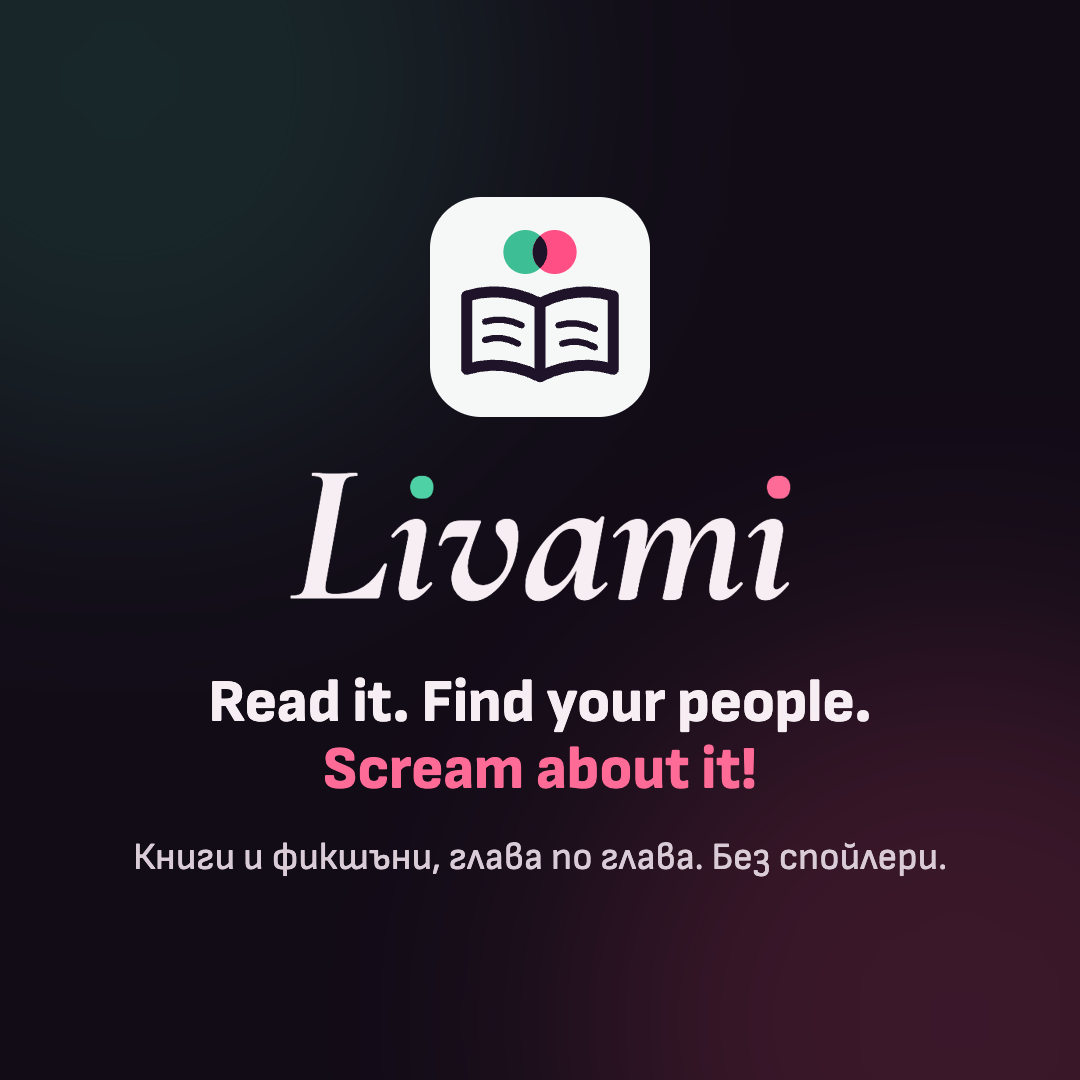 Livami
Read it. Find your people.
Scream about it!
Книги и фикшъни, глава по глава. Без спойлери.